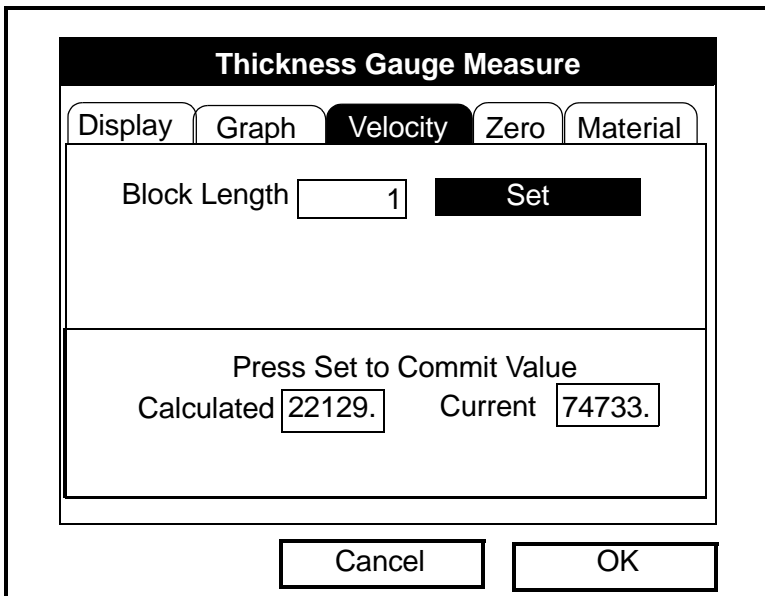 Thickness Gauge Measure
Display Graph Velocity Zero Material
Block Length 1 Set
Press Set to Commit Value
Calculated 22129. Current 74733.
Cancel OK